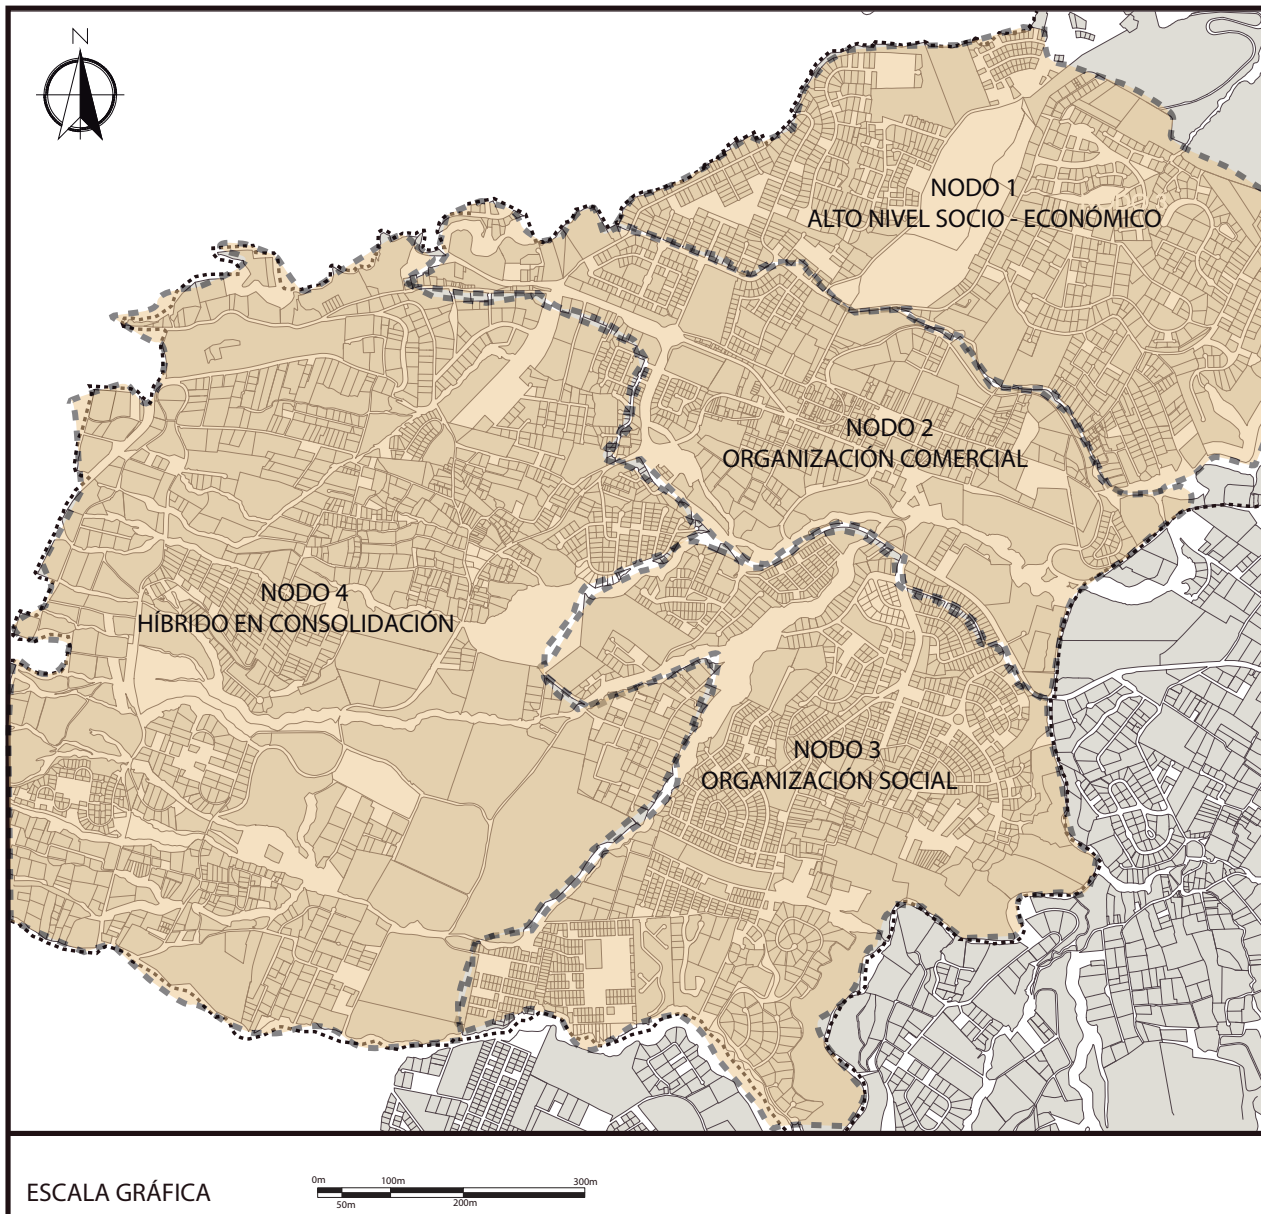 N
NODO 1
ALTO NIVEL SOCIO - ECONÓMICO
NODO 2
ORGANIZACIÓN COMERCIAL
NODO 4
HÍBRIDO EN CONSOLIDACIÓN
NODO 3
ORGANIZACIÓN SOCIAL
ESCALA GRÁFICA
0m 100m 300m
50m 200m